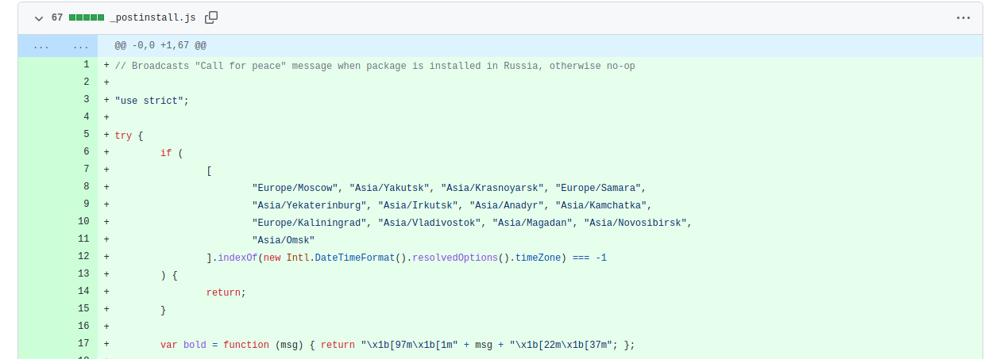 67 _postinstall.js
... ... @@ -0,0 +1,67 @@
1 + // Broadcasts "Call for peace" message when package is installed in Russia, otherwise no-op
2 +
3 + "use strict";
4 +
5 + try {
6 + if (
7 + [
8 + "Europe/Moscow", "Asia/Yakutsk", "Asia/Krasnoyarsk", "Europe/Samara",
9 + "Asia/Yekaterinburg", "Asia/Irkutsk", "Asia/Anadyr", "Asia/Kamchatka",
10 + "Europe/Kaliningrad", "Asia/Vladivostok", "Asia/Magadan", "Asia/Novosibirsk",
11 + "Asia/Omsk"
12 + ].indexOf(new Intl.DateTimeFormat().resolvedOptions().timeZone) === -1
13 + ) {
14 + return;
15 + }
16 +
17 + var bold = function (msg) { return "\x1b[97m\x1b[1m" + msg + "\x1b[22m\x1b[37m"; };